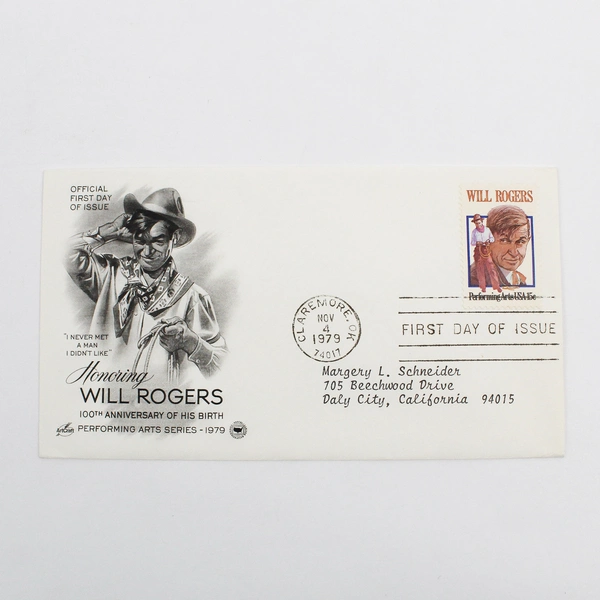 OFFICIAL
FIRST DAY
OF ISSUE
"I NEVER MET
A MAN
I DIDN'T LIKE"
Honoring
WILL ROGERS
100TH ANNIVERSARY OF HIS BIRTH
ArtCraft PERFORMING ARTS SERIES - 1979
WILL ROGERS
Performing Arts USA 15c
CLAREMORE, OK
NOV
4
1979
74017
FIRST DAY OF ISSUE
Margery L. Schneider
705 Beechwood Drive
Daly City, California 94015